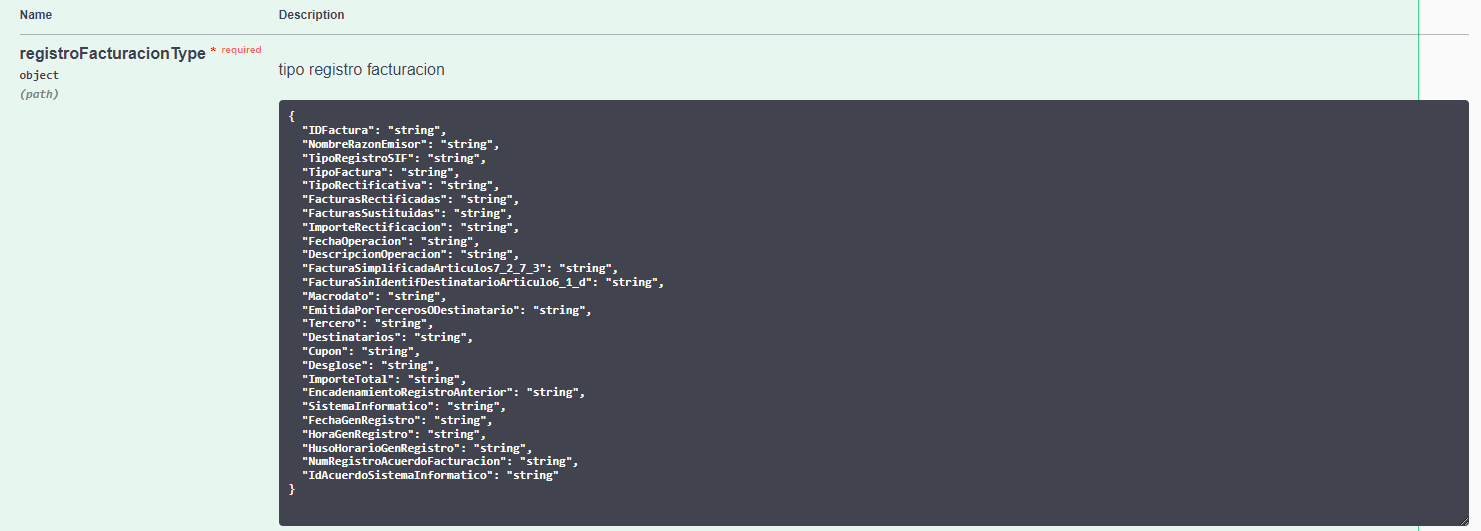 Name Description
registroFacturacionType * required
object
(path)
tipo registro facturacion
{
"IDFactura": "string",
"NombreRazonEmisor": "string",
"TipoRegistroSIF": "string",
"TipoFactura": "string",
"TipoRectificativa": "string",
"FacturasRectificadas": "string",
"FacturasSustituidas": "string",
"ImporteRectificacion": "string",
"FechaOperacion": "string",
"DescripcionOperacion": "string",
"FacturaSimplificadaArticulos7_2_7_3": "string",
"FacturaSinIdentifDestinatarioArticulo6_1_d": "string",
"Macrodato": "string",
"EmitidaPorTercerosODestinatario": "string",
"Tercero": "string",
"Destinatarios": "string",
"Cupon": "string",
"Desglose": "string",
"ImporteTotal": "string",
"EncadenamientoRegistroAnterior": "string",
"SistemaInformatico": "string",
"FechaGenRegistro": "string",
"HoraGenRegistro": "string",
"HusoHorarioGenRegistro": "string",
"NumRegistroAcuerdoFacturacion": "string",
"IdAcuerdoSistemaInformatico": "string"
}